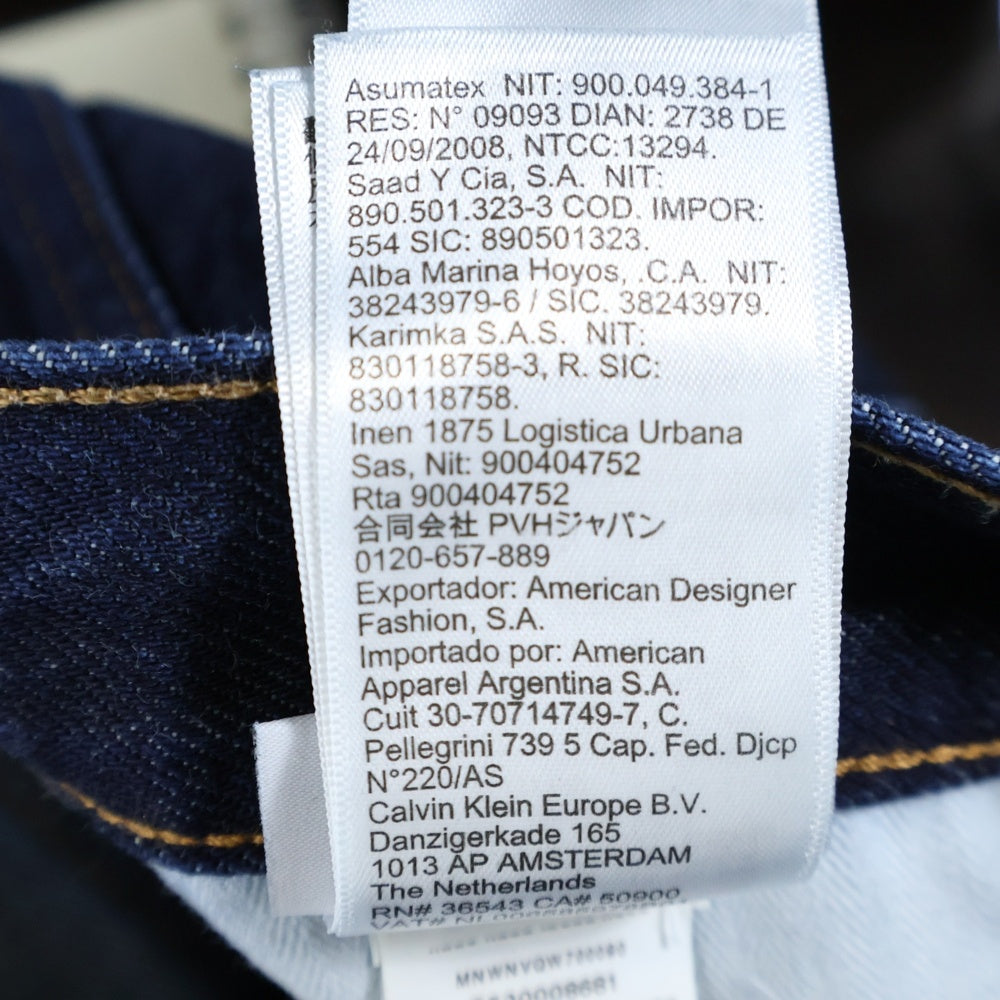 Asumatex NIT: 900.049.384-1
RES: N° 09093 DIAN: 2738 DE
24/09/2008, NTCC:13294.
Saad Y Cia, S.A. NIT:
890.501.323-3 COD. IMPOR:
554 SIC: 890501323.
Alba Marina Hoyos, .C.A. NIT:
38243979-6 / SIC. 38243979.
Karimka S.A.S. NIT:
830118758-3, R. SIC:
830118758.
Inen 1875 Logistica Urbana
Sas, Nit: 900404752
Rta 900404752
合同会社 PVHジャパン
0120-657-889
Exportador: American Designer
Fashion, S.A.
Importado por: American
Apparel Argentina S.A.
Cuit 30-70714749-7, C.
Pellegrini 739 5 Cap. Fed. Djcp
N°220/AS
Calvin Klein Europe B.V.
Danzigerkade 165
1013 AP AMSTERDAM
The Netherlands
RN# 36543 CA# 50900,
VAT#